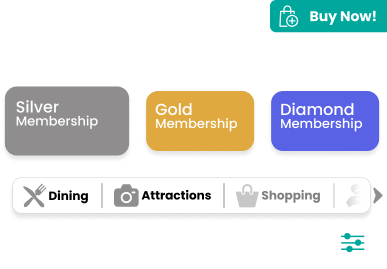 Buy Now!
Silver
Membership
Gold
Membership
Diamond
Membership
Dining
Attractions
Shopping